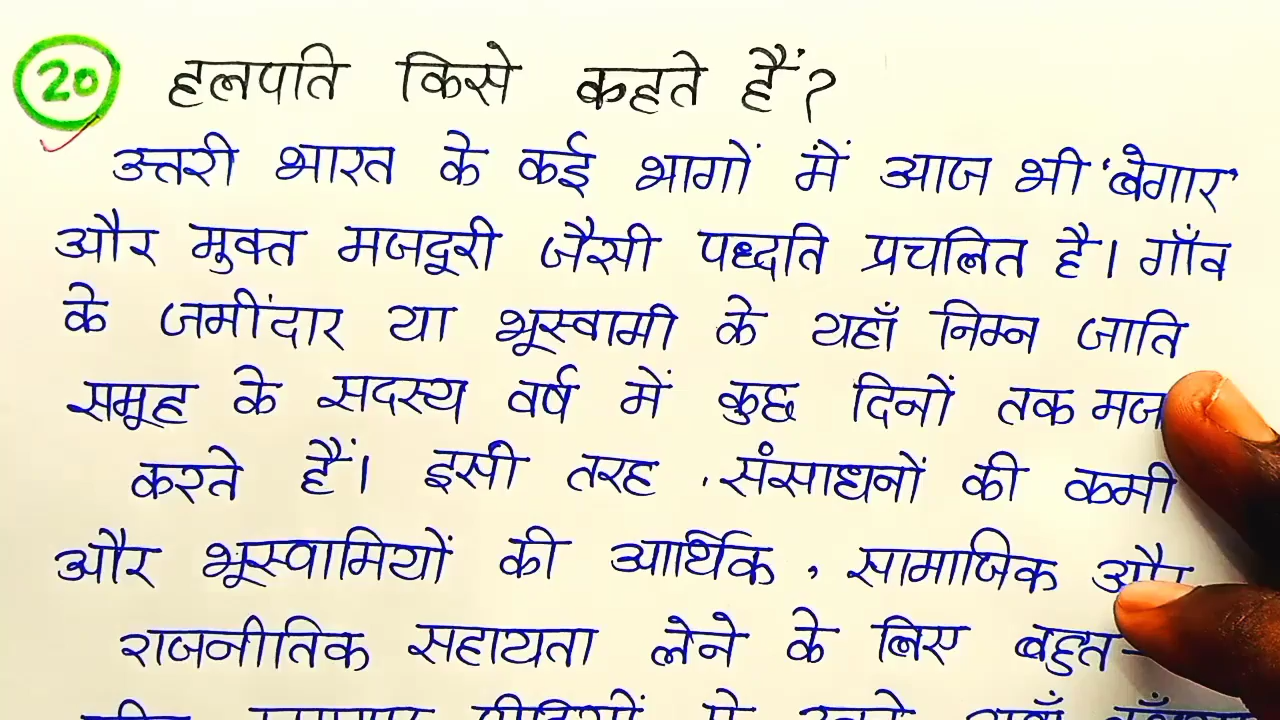 20 हलपति किसे कहते हैं?
उत्तरी भारत के कई भागों में आज भी 'बेगार'
और मुक्त मजदूरी जैसी पद्धति प्रचलित है। गाँव
के जमींदार या भूस्वामी के यहाँ निम्न जाति
समूह के सदस्य वर्ष में कुछ दिनों तक मज
करते हैं। इसी तरह, संसाधनों की कमी
और भूस्वामियों की आर्थिक, सामाजिक और
राजनीतिक सहायता लेने के लिए बहुत-